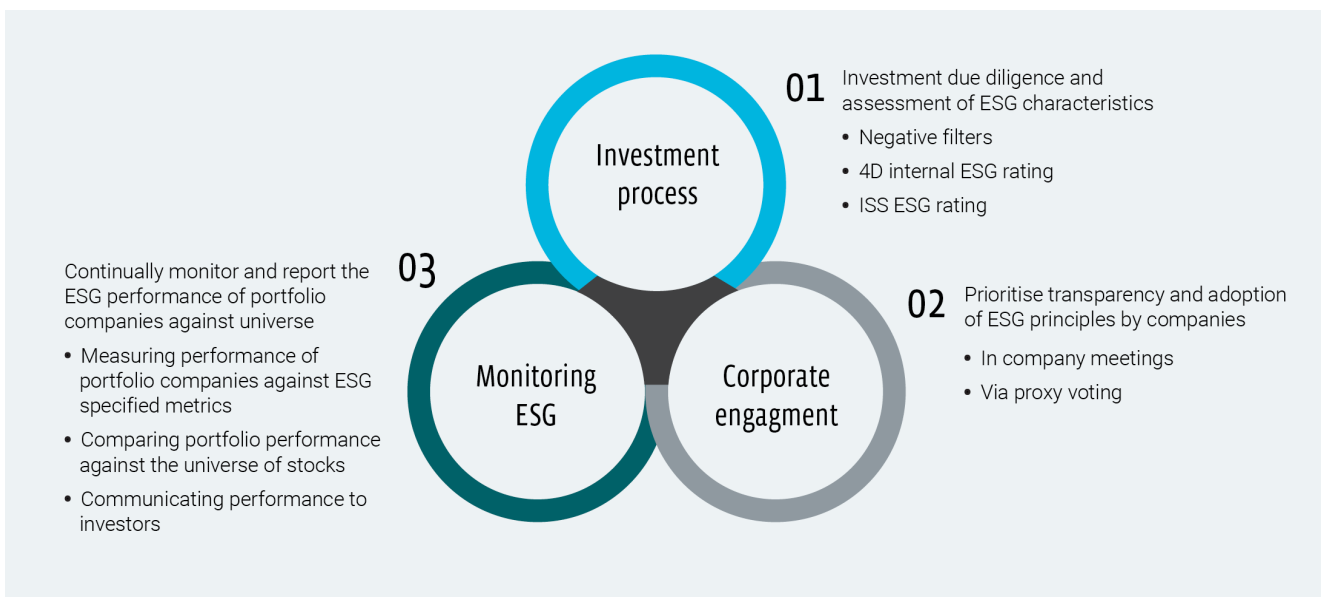 01
Investment due diligence and
assessment of ESG characteristics
• Negative filters
• 4D internal ESG rating
• ISS ESG rating
Investment
process
02
Prioritise transparency and adoption
of ESG principles by companies
• In company meetings
• Via proxy voting
Corporate
engagment
03
Continually monitor and report the
ESG performance of portfolio
companies against universe
• Measuring performance of
portfolio companies against ESG
specified metrics
• Comparing portfolio performance
against the universe of stocks
• Communicating performance to
investors
Monitoring
ESG